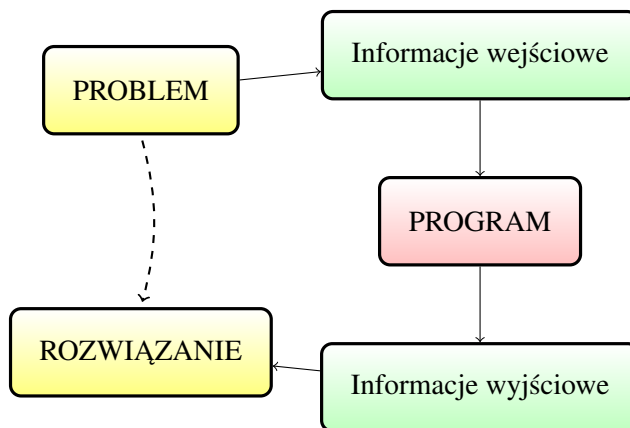 PROBLEM
Informacje wejściowe
PROGRAM
Informacje wyjściowe
ROZWIĄZANIE